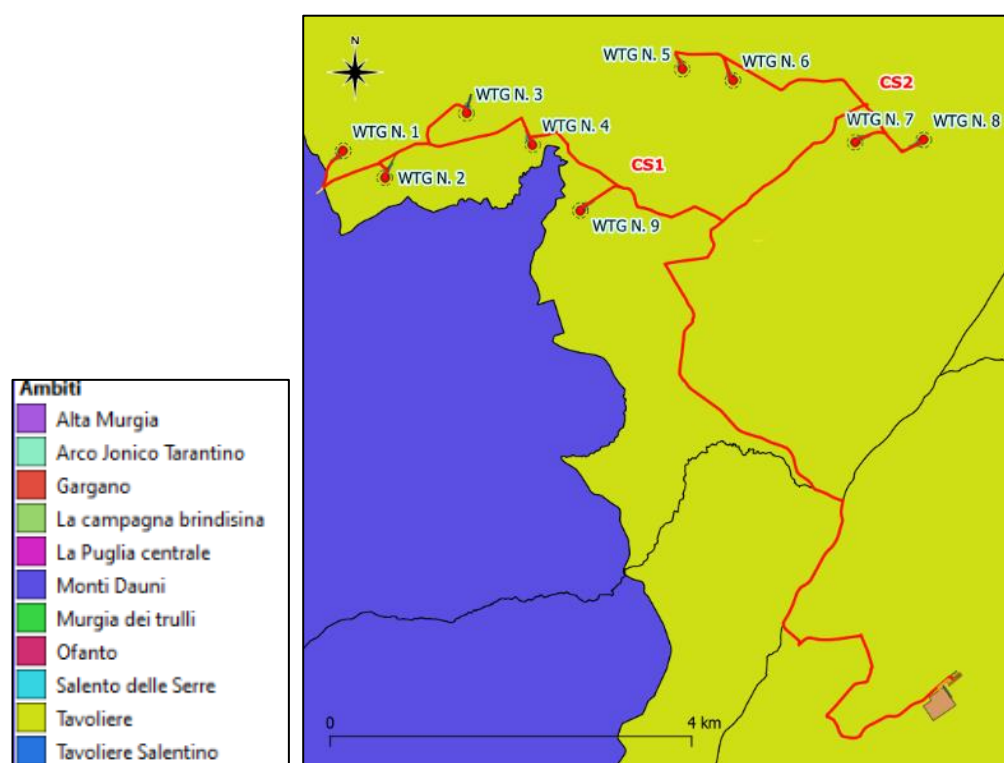 N
WTG N. 5
WTG N. 6
CS2
WTG N. 3
WTG N. 1
WTG N. 4
WTG N. 7
WTG N. 8
CS1
WTG N. 2
WTG N. 9
Ambiti
Alta Murgia
Arco Jonico Tarantino
Gargano
La campagna brindisina
La Puglia centrale
Monti Dauni
Murgia dei trulli
Ofanto
Salento delle Serre
Tavoliere
Tavoliere Salentino
0
4 km